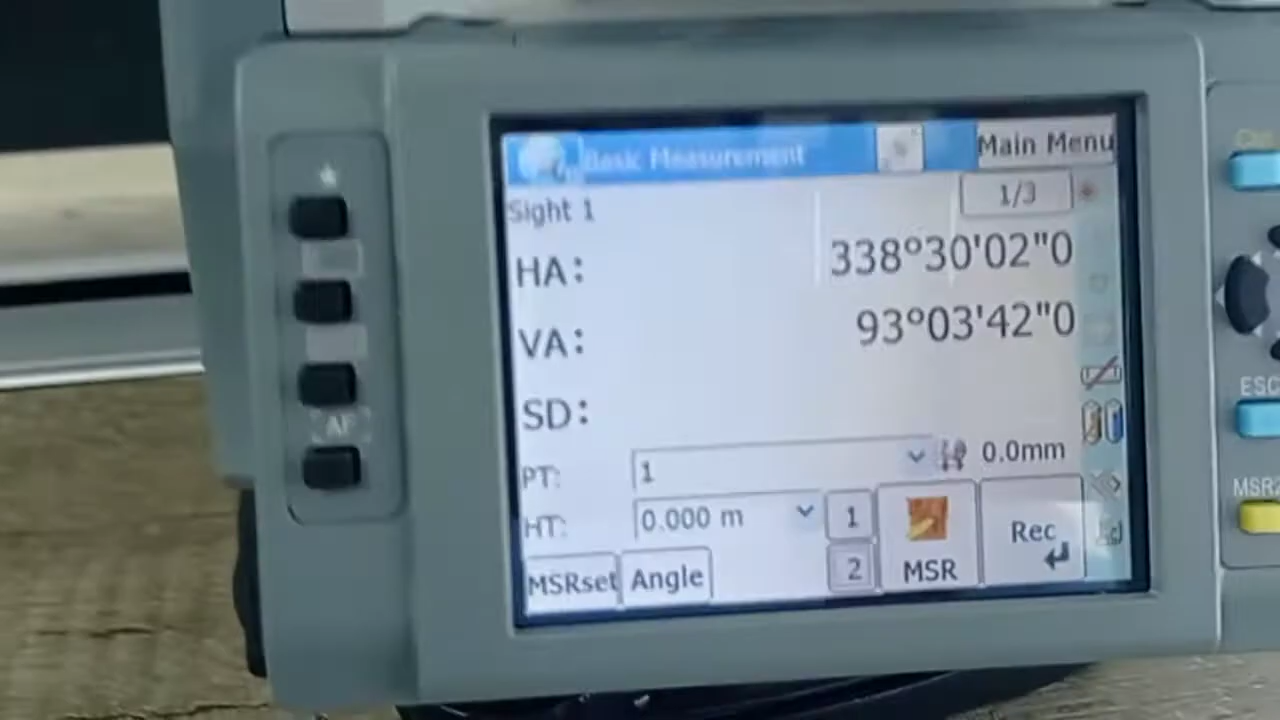 Basic Measurement
Main Menu
Sight 1
1/3
HA: 338°30'02"0
VA: 93°03'42"0
SD:
PT: 1
0.0mm
HT: 0.000 m
1
2
MSR
Rec
MSRset
Angle
AF
ESC